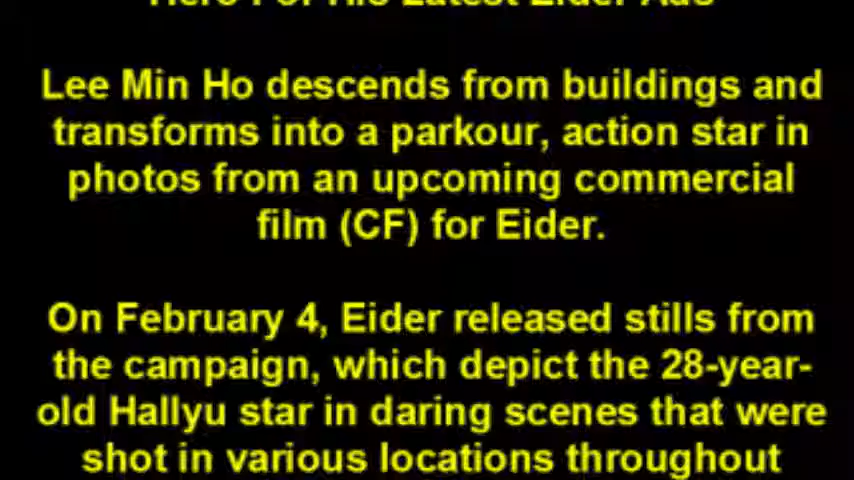 Hero For His Latest Eider Ads
Lee Min Ho descends from buildings and
transforms into a parkour, action star in
photos from an upcoming commercial
film (CF) for Eider.
On February 4, Eider released stills from
the campaign, which depict the 28-year-
old Hallyu star in daring scenes that were
shot in various locations throughout